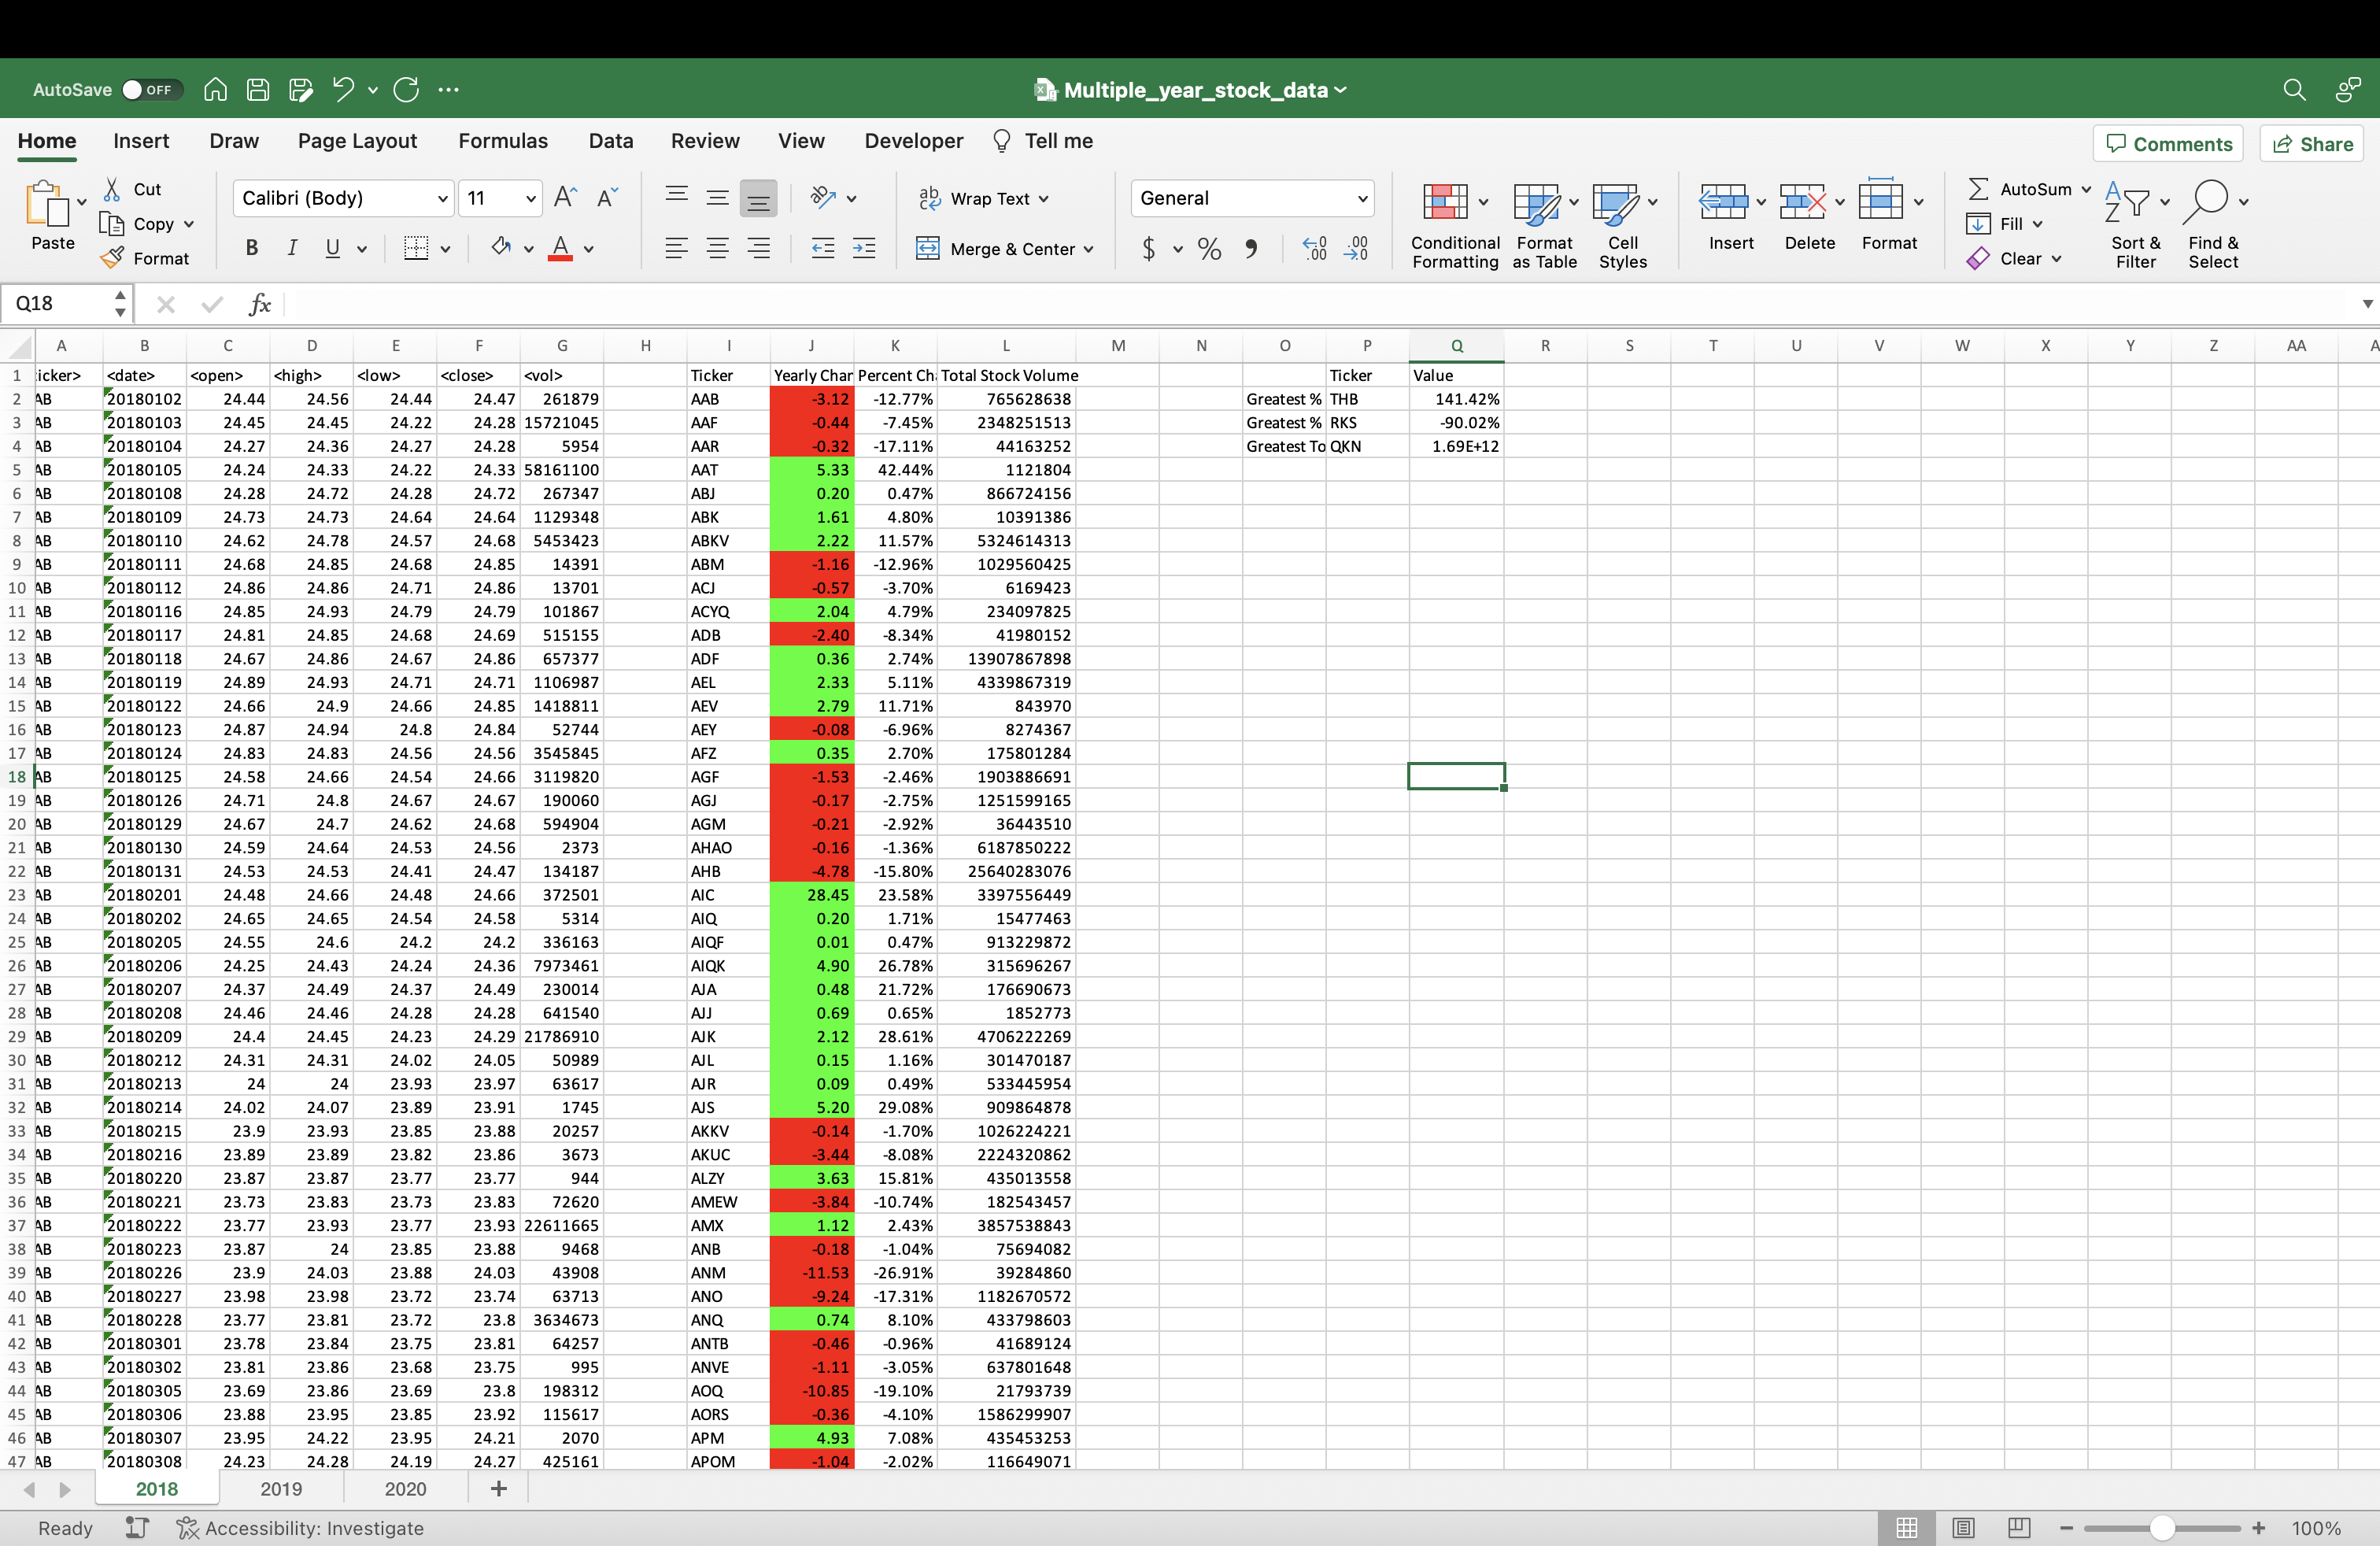 AutoSave OFF Multiple_year_stock_data
Home Insert Draw Page Layout Formulas Data Review View Developer Tell me Comments Share
Paste Cut Copy Format Calibri (Body) 11 Wrap Text Merge & Center General Conditional Formatting Format as Table Cell Styles Insert Delete Format AutoSum Fill Clear Sort & Filter Find & Select
B I U A $ % ,
Q18 fx
A B C D E F G H I J K L M N O P Q R S T U V W X Y Z AA
1 icker> <date> <open> <high> <low> <close> <vol> Ticker Yearly Char Percent Ch Total Stock Volume Ticker Value
2 AB 20180102 24.44 24.56 24.44 24.47 261879 AAB -3.12 -12.77% 765628638 Greatest % THB 141.42%
3 AB 20180103 24.45 24.45 24.22 24.28 15721045 AAF -0.44 -7.45% 2348251513 Greatest % RKS -90.02%
4 AB 20180104 24.27 24.36 24.27 24.28 5954 AAR -0.32 -17.11% 44163252 Greatest To QKN 1.69E+12
5 AB 20180105 24.24 24.33 24.22 24.33 58161100 AAT 5.33 42.44% 1121804
6 AB 20180108 24.28 24.72 24.28 24.72 267347 ABJ 0.20 0.47% 866724156
7 AB 20180109 24.73 24.73 24.64 24.64 1129348 ABK 1.61 4.80% 10391386
8 AB 20180110 24.62 24.78 24.57 24.68 5453423 ABKV 2.22 11.57% 5324614313
9 AB 20180111 24.68 24.85 24.68 24.85 14391 ABM -1.16 -12.96% 1029560425
10 AB 20180112 24.86 24.86 24.71 24.86 13701 ACJ -0.57 -3.70% 6169423
11 AB 20180116 24.85 24.93 24.79 24.79 101867 ACYQ 2.04 4.79% 234097825
12 AB 20180117 24.81 24.85 24.68 24.69 515155 ADB -2.40 -8.34% 41980152
13 AB 20180118 24.67 24.86 24.67 24.86 657377 ADF 0.36 2.74% 13907867898
14 AB 20180119 24.89 24.93 24.71 24.71 1106987 AEL 2.33 5.11% 4339867319
15 AB 20180122 24.66 24.9 24.66 24.85 1418811 AEV 2.79 11.71% 843970
16 AB 20180123 24.87 24.94 24.8 24.84 52744 AEY -0.08 -6.96% 8274367
17 AB 20180124 24.83 24.83 24.56 24.56 3545845 AFZ 0.35 2.70% 175801284
18 AB 20180125 24.58 24.66 24.54 24.66 3119820 AGF -1.53 -2.46% 1903886691
19 AB 20180126 24.71 24.8 24.67 24.67 190060 AGJ -0.17 -2.75% 1251599165
20 AB 20180129 24.67 24.7 24.62 24.68 594904 AGM -0.21 -2.92% 36443510
21 AB 20180130 24.59 24.64 24.53 24.56 2373 AHAO -0.16 -1.36% 6187850222
22 AB 20180131 24.53 24.53 24.41 24.47 134187 AHB -4.78 -15.80% 25640283076
23 AB 20180201 24.48 24.66 24.48 24.66 372501 AIC 28.45 23.58% 3397556449
24 AB 20180202 24.65 24.65 24.54 24.58 5314 AIQ 0.20 1.71% 15477463
25 AB 20180205 24.55 24.6 24.2 24.2 336163 AIQF 0.01 0.47% 913229872
26 AB 20180206 24.25 24.43 24.24 24.36 7973461 AIQK 4.90 26.78% 315696267
27 AB 20180207 24.37 24.49 24.37 24.49 230014 AJA 0.48 21.72% 176690673
28 AB 20180208 24.46 24.46 24.28 24.28 641540 AJJ 0.69 0.65% 1852773
29 AB 20180209 24.4 24.45 24.23 24.29 21786910 AJK 2.12 28.61% 4706222269
30 AB 20180212 24.31 24.31 24.02 24.05 50989 AJL 0.15 1.16% 301470187
31 AB 20180213 24 24 23.93 23.97 63617 AJR 0.09 0.49% 533445954
32 AB 20180214 24.02 24.07 23.89 23.91 1745 AJS 5.20 29.08% 909864878
33 AB 20180215 23.9 23.93 23.85 23.88 20257 AKKV -0.14 -1.70% 1026224221
34 AB 20180216 23.89 23.89 23.82 23.86 3673 AKUC -3.44 -8.08% 2224320862
35 AB 20180220 23.87 23.87 23.77 23.77 944 ALZY 3.63 15.81% 435013558
36 AB 20180221 23.73 23.83 23.73 23.83 72620 AMEW -3.84 -10.74% 182543457
37 AB 20180222 23.77 23.93 23.77 23.93 22611665 AMX 1.12 2.43% 3857538843
38 AB 20180223 23.87 24 23.85 23.88 9468 ANB -0.18 -1.04% 75694082
39 AB 20180226 23.9 24.03 23.88 24.03 43908 ANM -11.53 -26.91% 39284860
40 AB 20180227 23.98 23.98 23.72 23.74 63713 ANO -9.24 -17.31% 1182670572
41 AB 20180228 23.77 23.81 23.72 23.8 3634673 ANQ 0.74 8.10% 433798603
42 AB 20180301 23.78 23.84 23.75 23.81 64257 ANTB -0.46 -0.96% 41689124
43 AB 20180302 23.81 23.86 23.68 23.75 995 ANVE -1.11 -3.05% 637801648
44 AB 20180305 23.69 23.86 23.69 23.8 198312 AOQ -10.85 -19.10% 21793739
45 AB 20180306 23.88 23.95 23.85 23.92 115617 AORS -0.36 -4.10% 1586299907
46 AB 20180307 23.95 24.22 23.95 24.21 2070 APM 4.93 7.08% 435453253
47 AB 20180308 24.23 24.28 24.19 24.27 425161 APOM -1.04 -2.02% 116649071
2018 2019 2020 +
Ready Accessibility: Investigate 100%